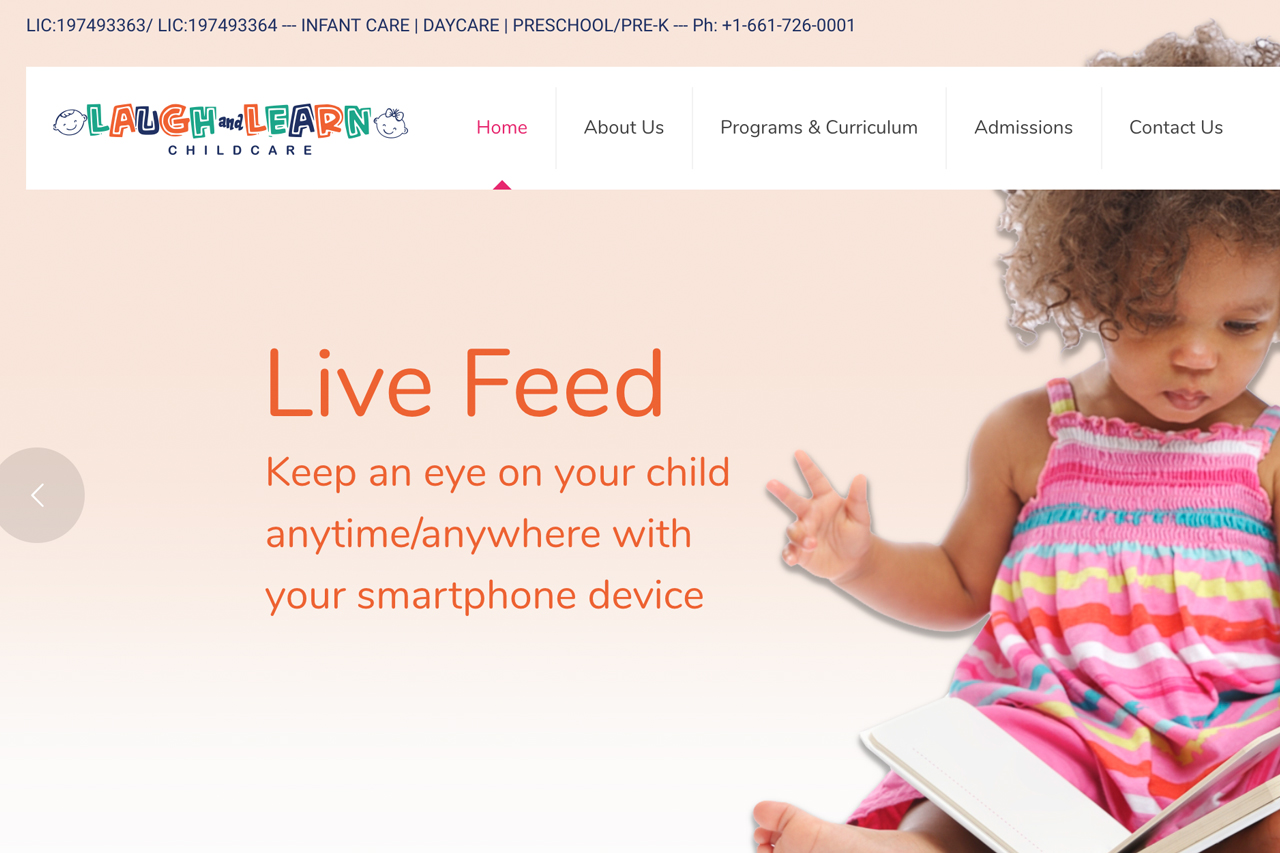 LIC:197493363/ LIC:197493364 --- INFANT CARE | DAYCARE | PRESCHOOL/PRE-K --- Ph: +1-661-726-0001
LAUGH and LEARN
CHILDCARE
Home
About Us
Programs & Curriculum
Admissions
Contact Us
Live Feed
Keep an eye on your child
anytime/anywhere with
your smartphone device